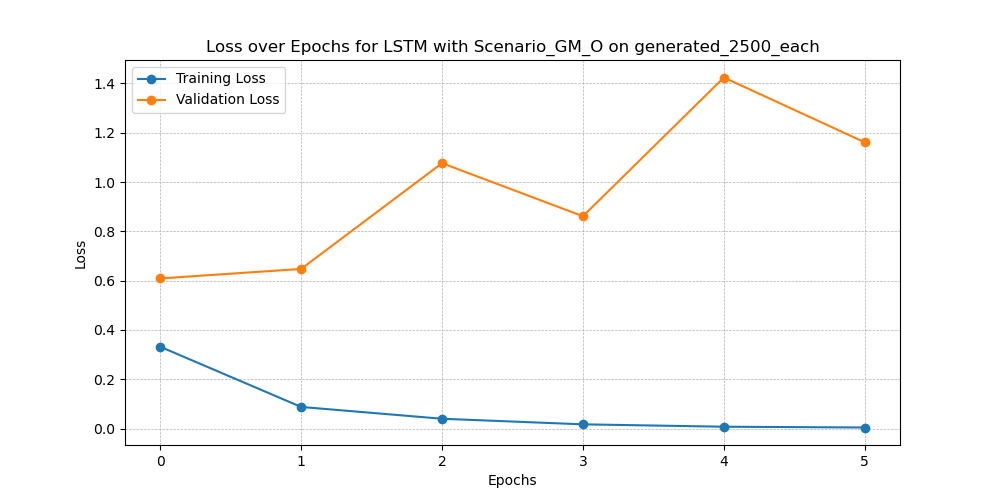 Loss over Epochs for LSTM with Scenario_GM_O on generated_2500_each
Training Loss
Validation Loss
1.4
1.2
1.0
0.8
0.6
0.4
0.2
0.0
Loss
0 1 2 3 4 5
Epochs